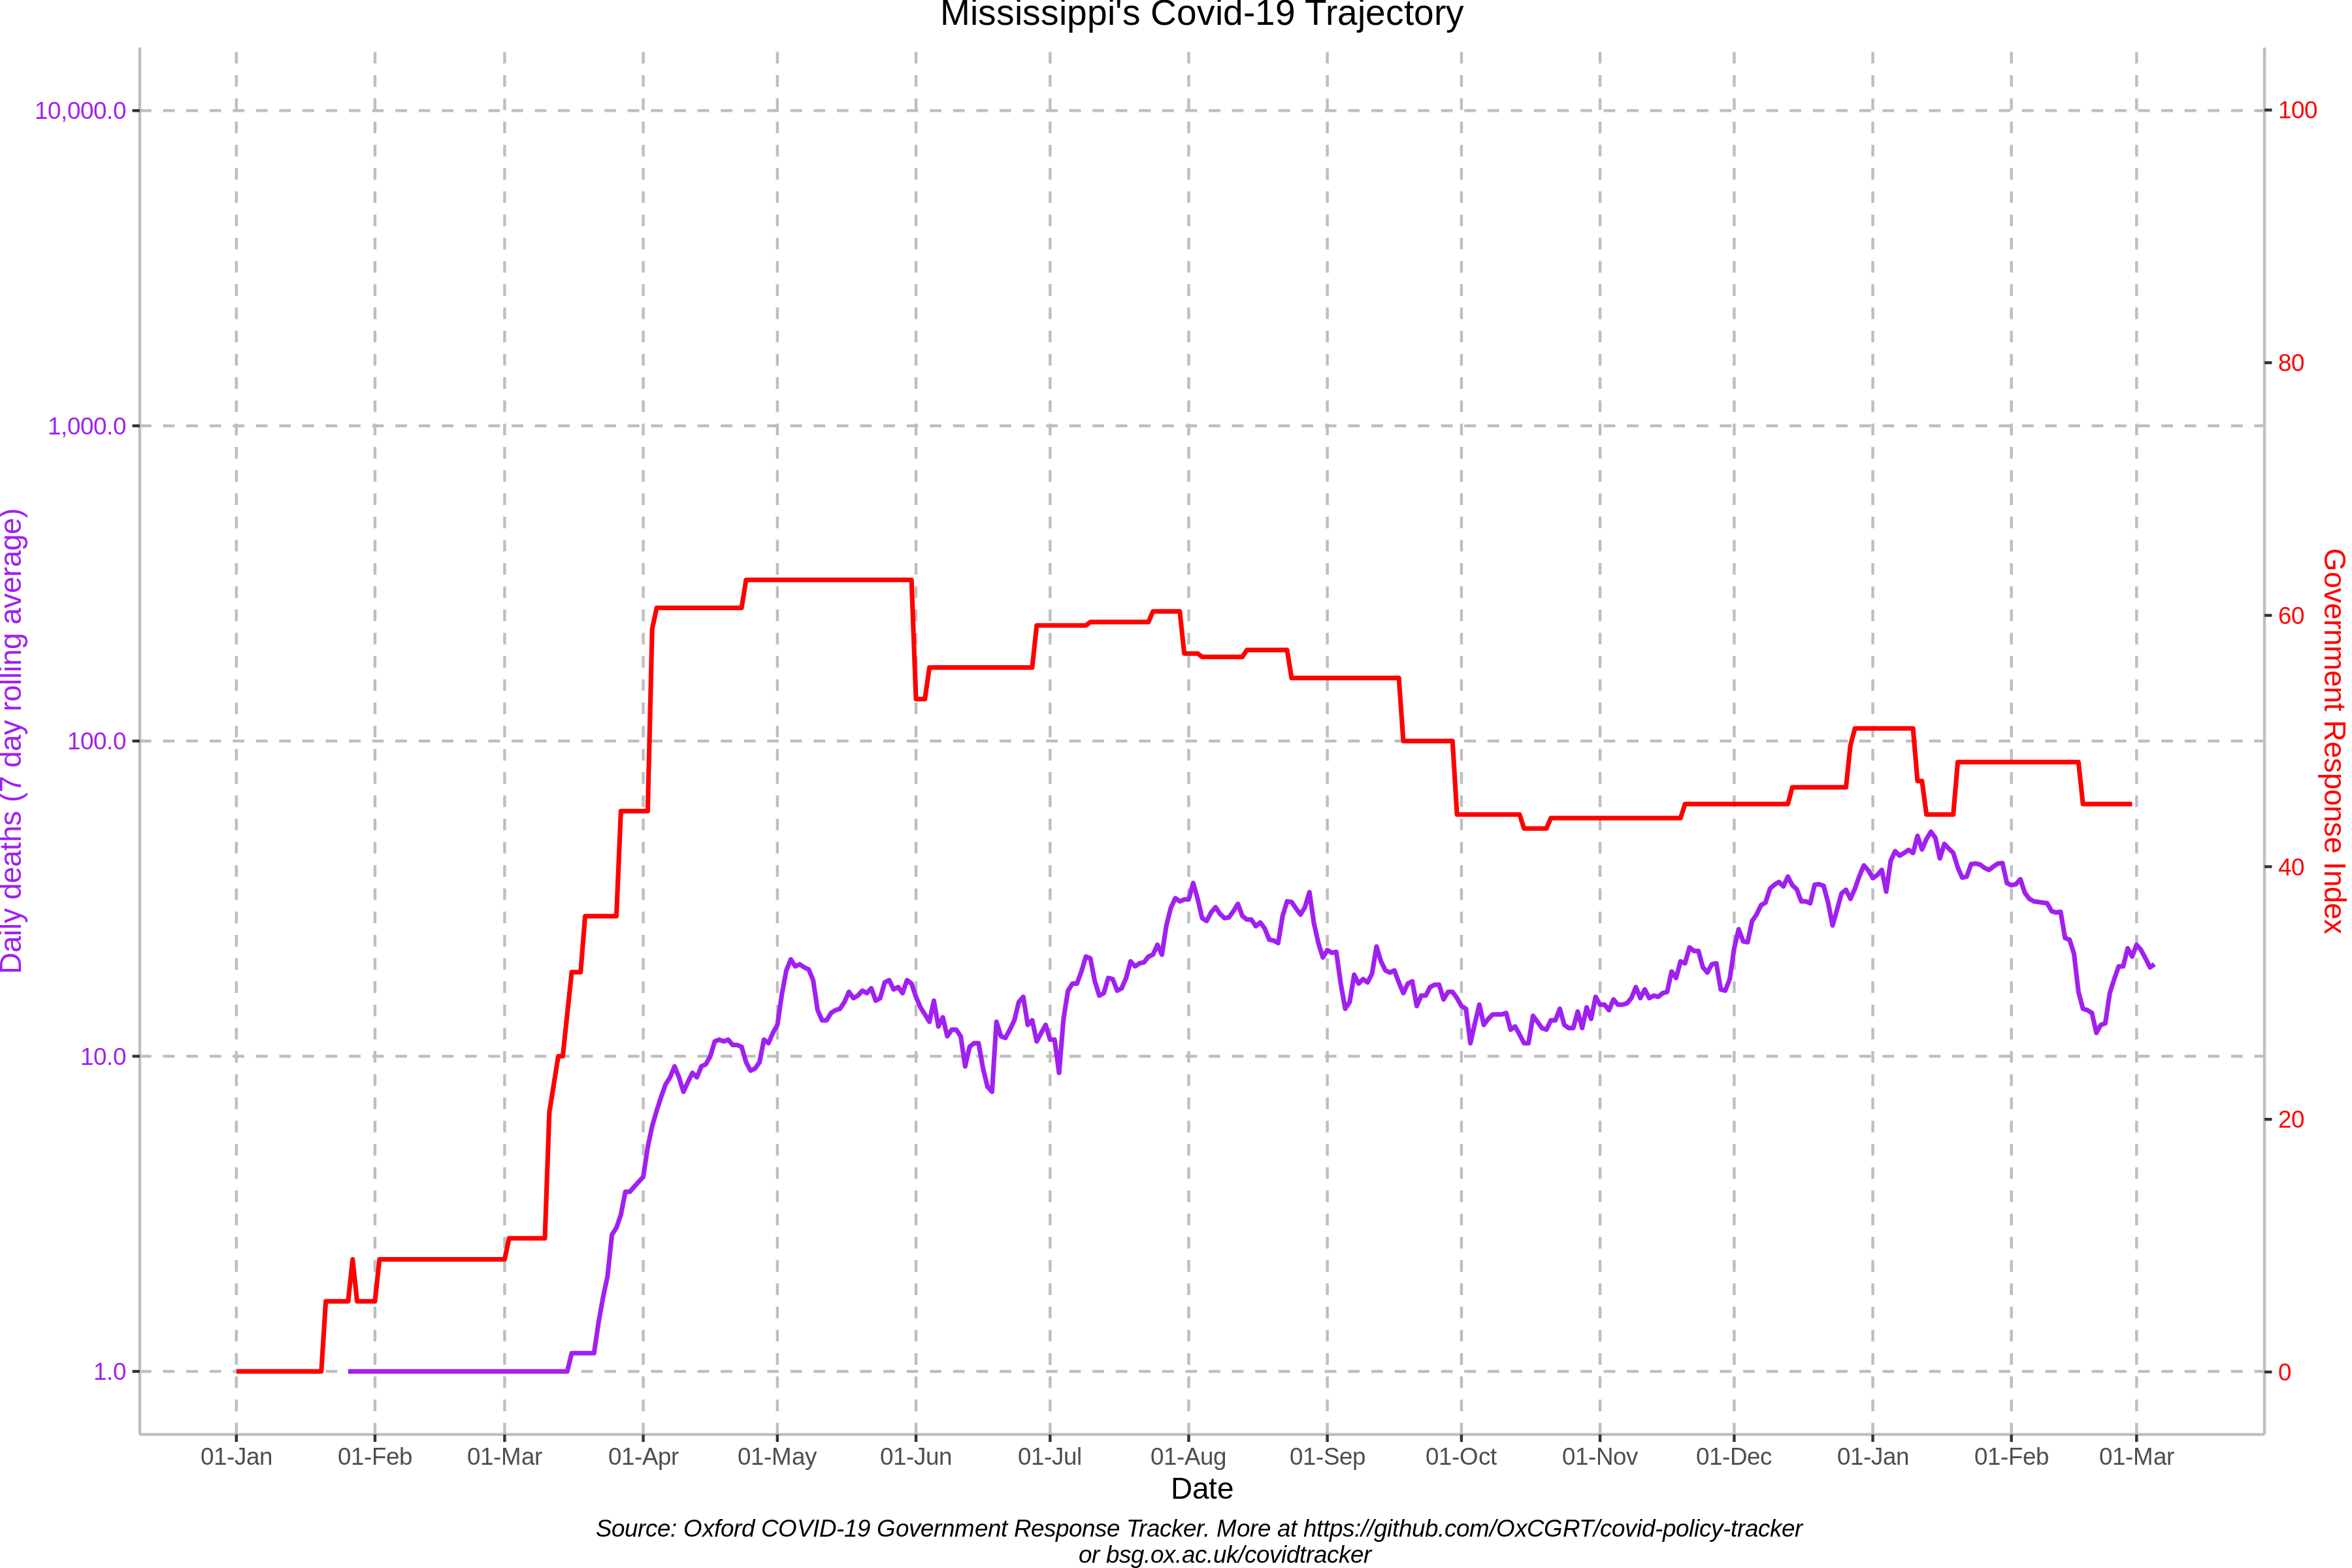 Mississippi's Covid-19 Trajectory
10,000.0
1,000.0
100.0
10.0
1.0
Daily deaths (7 day rolling average)
100
80
60
40
20
0
Government Response Index
01-Jan 01-Feb 01-Mar 01-Apr 01-May 01-Jun 01-Jul 01-Aug 01-Sep 01-Oct 01-Nov 01-Dec 01-Jan 01-Feb 01-Mar
Date
Source: Oxford COVID-19 Government Response Tracker. More at https://github.com/OxCGRT/covid-policy-tracker
or bsg.ox.ac.uk/covidtracker